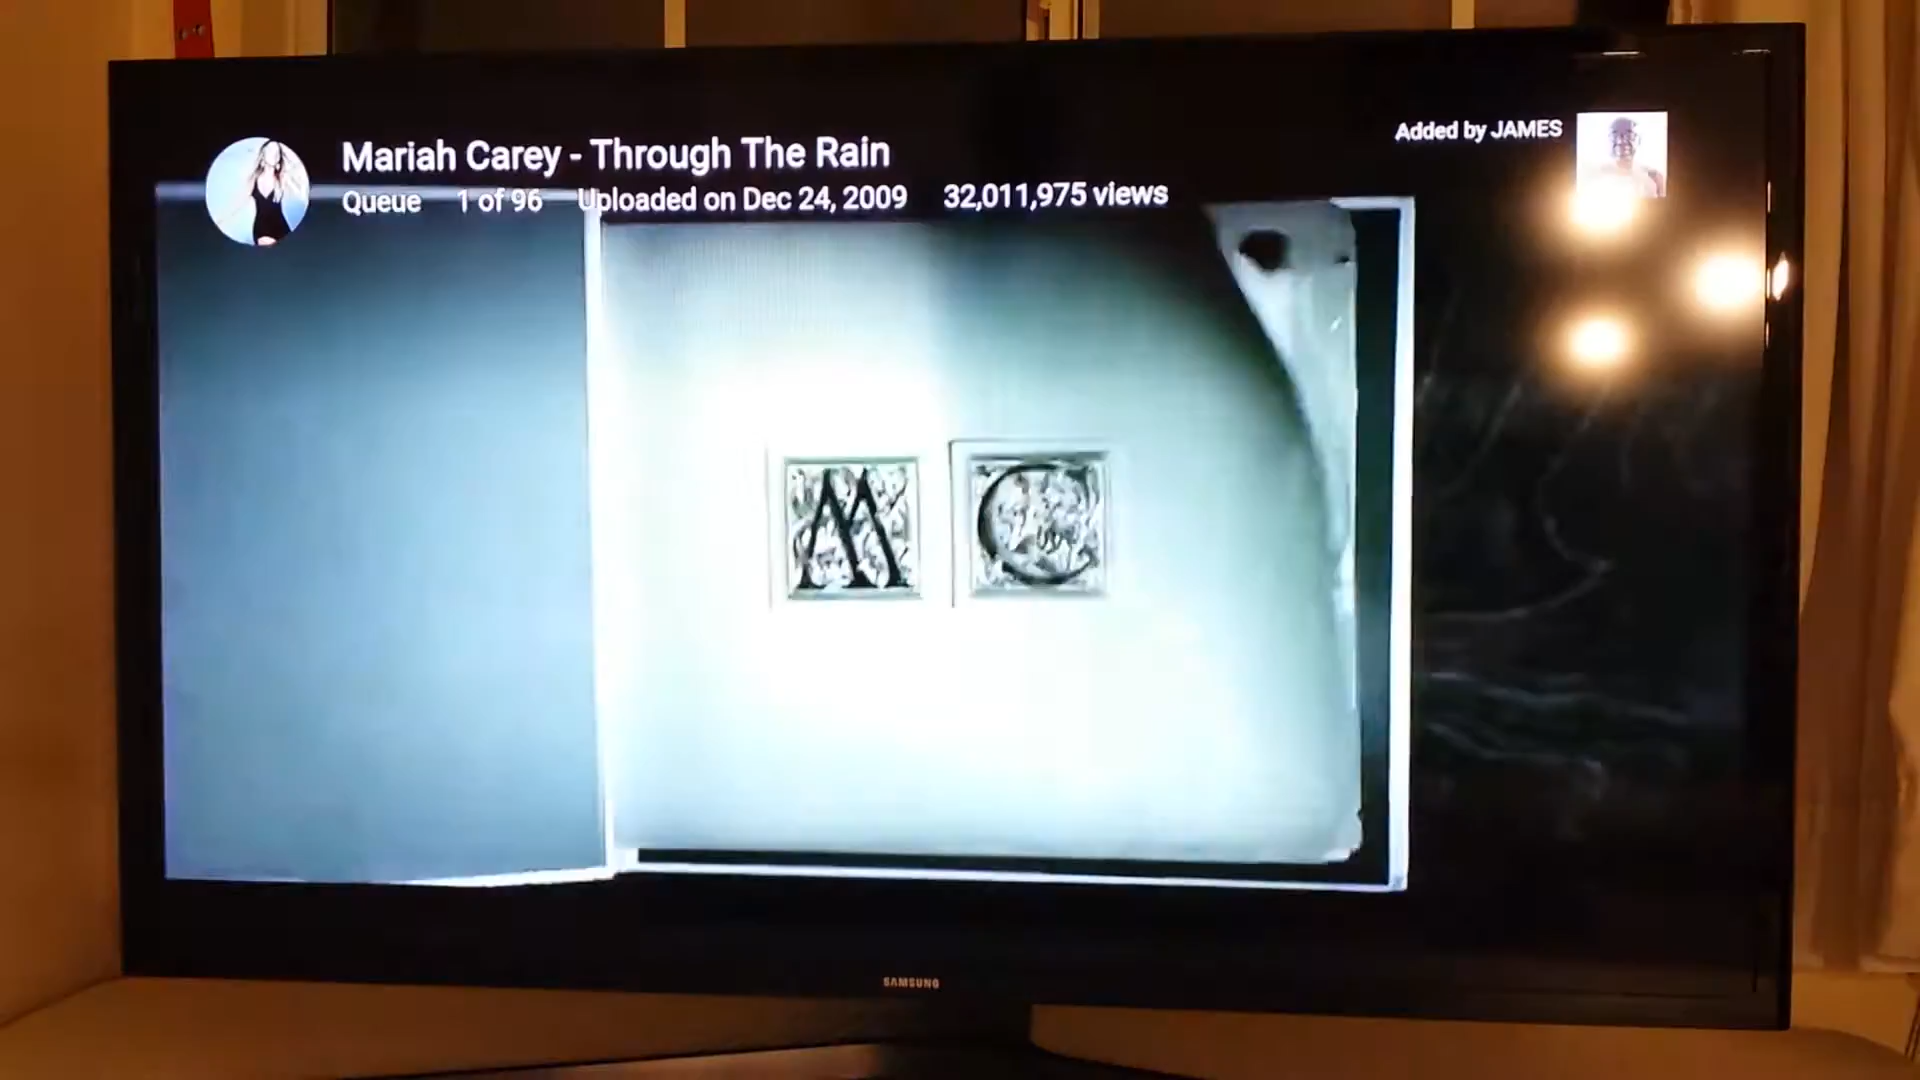 Mariah Carey - Through The Rain
Queue 1 of 96 Uploaded on Dec 24, 2009 32,011,975 views
Added by JAMES
M C
SAMSUNG